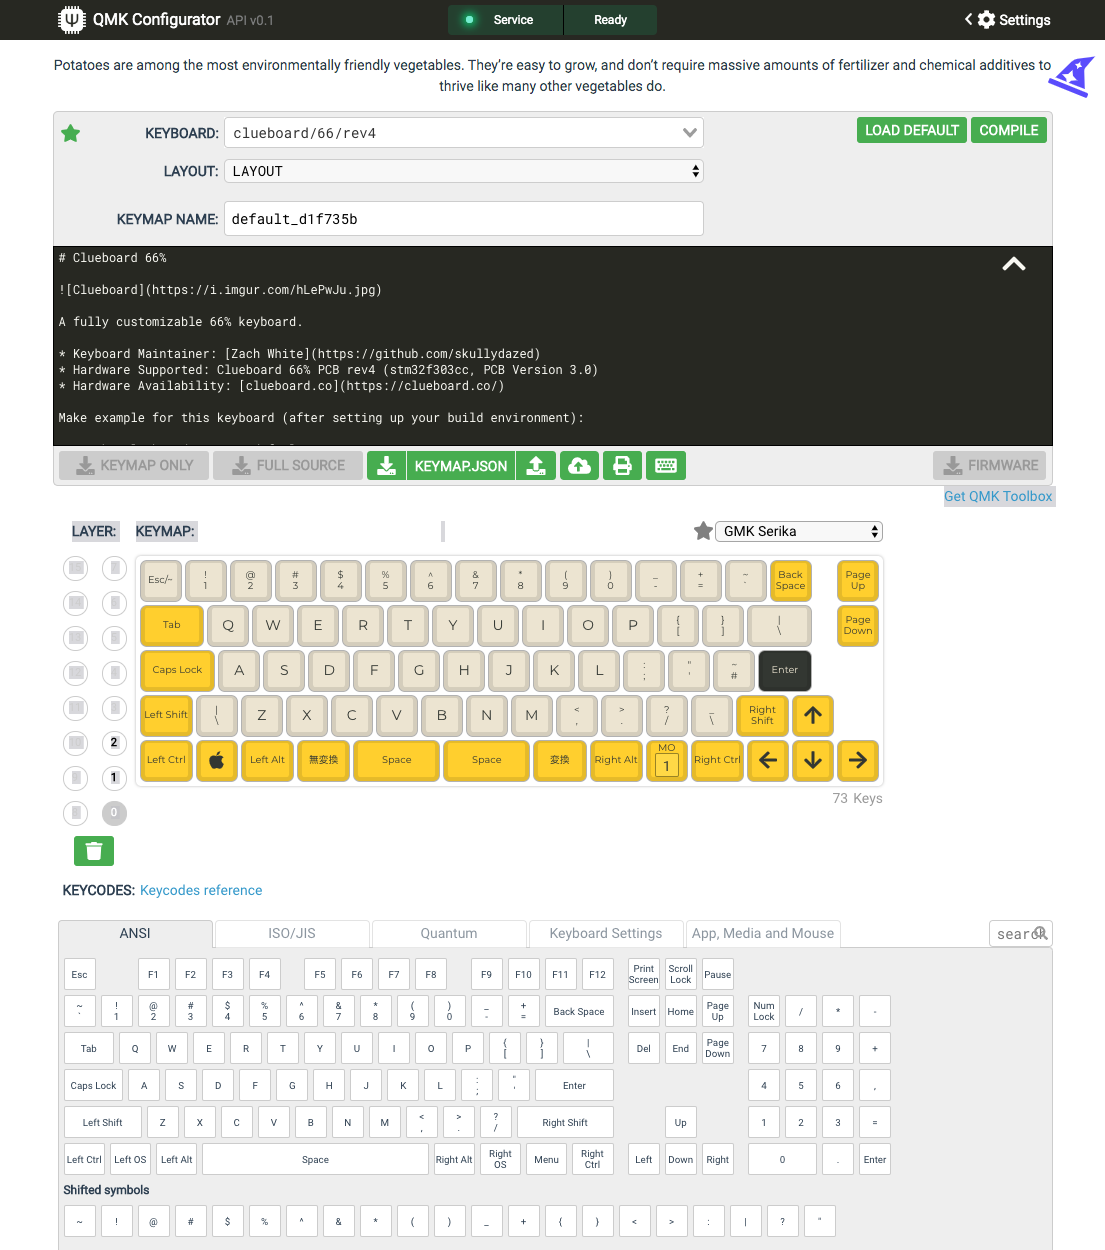 QMK Configurator API v0.1
Service
Ready
Settings
Potatoes are among the most environmentally friendly vegetables. They're easy to grow, and don't require massive amounts of fertilizer and chemical additives to
thrive like many other vegetables do.
KEYBOARD: clueboard/66/rev4
LOAD DEFAULT COMPILE
LAYOUT: LAYOUT
KEYMAP NAME: default_d1f735b
# Clueboard 66%
![Clueboard](https://i.imgur.com/hLePwJu.jpg)
A fully customizable 66% keyboard.
* Keyboard Maintainer: [Zach White](https://github.com/skullydazed)
* Hardware Supported: Clueboard 66% PCB rev4 (stm32f303cc, PCB Version 3.0)
* Hardware Availability: [clueboard.co](https://clueboard.co/)
Make example for this keyboard (after setting up your build environment):
KEYMAP ONLY FULL SOURCE KEYMAP.JSON FIRMWARE
Get QMK Toolbox
LAYER: KEYMAP: GMK Serika
Esc/~ ! 1 @ 2 # 3 $ 4 % 5 ^ 6 & 7 * 8 ( 9 ) 0 _ - + = ~ ` Back Space Page Up
Tab Q W E R T Y U I O P { [ } ] | \ Page Down
Caps Lock A S D F G H J K L : ; " ' ~ # Enter
Left Shift | \ Z X C V B N M < , > . ? / _ \ Right Shift ↑
2
Left Ctrl Left Alt 無変換 Space Space 変換 Right Alt MO 1 Right Ctrl ← ↓ →
1
73 Keys
0
KEYCODES: Keycodes reference
ANSI ISO/JIS Quantum Keyboard Settings App, Media and Mouse search
Esc F1 F2 F3 F4 F5 F6 F7 F8 F9 F10 F11 F12 Print Screen Scroll Lock Pause
~ ` ! 1 @ 2 # 3 $ 4 % 5 ^ 6 & 7 * 8 ( 9 ) 0 _ - + = Back Space Insert Home Page Up Num Lock / * -
Tab Q W E R T Y U I O P { [ } ] | \ Del End Page Down 7 8 9 +
Caps Lock A S D F G H J K L : ; " ' Enter 4 5 6 ,
Left Shift Z X C V B N M < , > . ? / Right Shift Up 1 2 3 =
Left Ctrl Left OS Left Alt Space Right Alt Right OS Menu Right Ctrl Left Down Right 0 . Enter
Shifted symbols
~ ! @ # $ % ^ & * ( ) _ + { } < > : | ? "